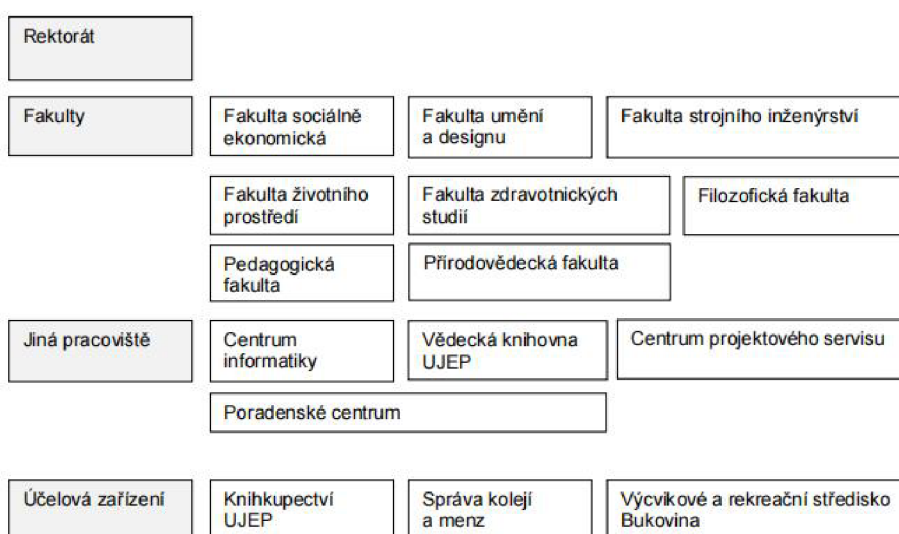 Rektorát
Fakulty
Fakulta sociálně
ekonomická
Fakulta umění
a designu
Fakulta strojního inženýrství
Fakulta životního
prostředí
Fakulta zdravotnických
studií
Filozofická fakulta
Pedagogická
fakulta
Přírodovědecká fakulta
Jiná pracoviště
Centrum
informatiky
Vědecká knihovna
UJEP
Centrum projektového servisu
Poradenské centrum
Účelová zařízení
Knihkupectví
UJEP
Správa kolejí
a menz
Výcvikové a rekreační středisko
Bukovina